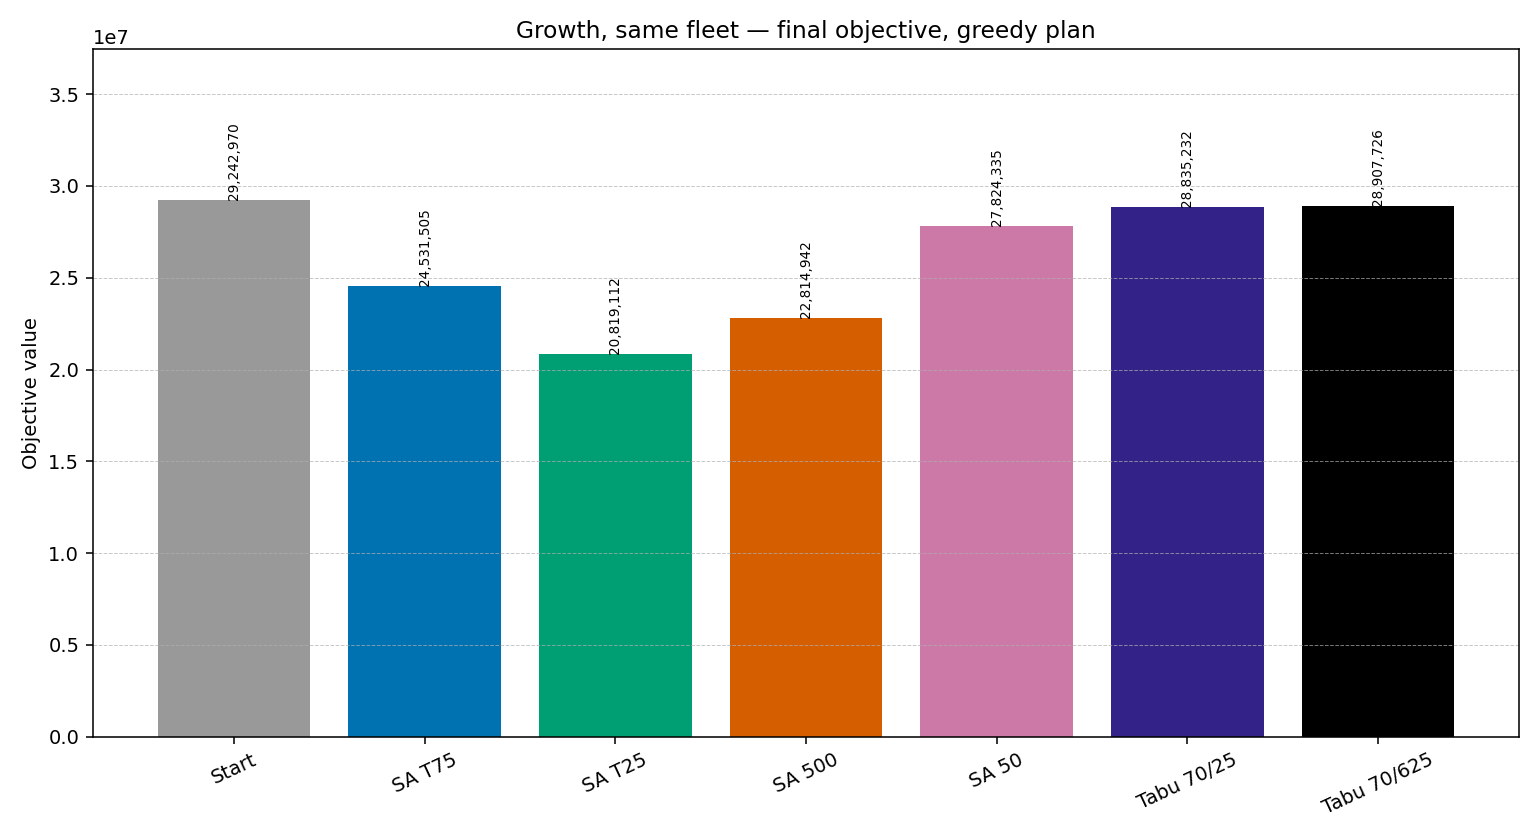 Growth, same fleet — final objective, greedy plan
1e7
3.5
3.0
2.5
2.0
1.5
1.0
0.5
0.0
Objective value
29,242,970
24,531,505
20,819,112
22,814,942
27,824,335
28,835,232
28,907,726
Start
SA T75
SA T25
SA 500
SA 50
Tabu 70/25
Tabu 70/625